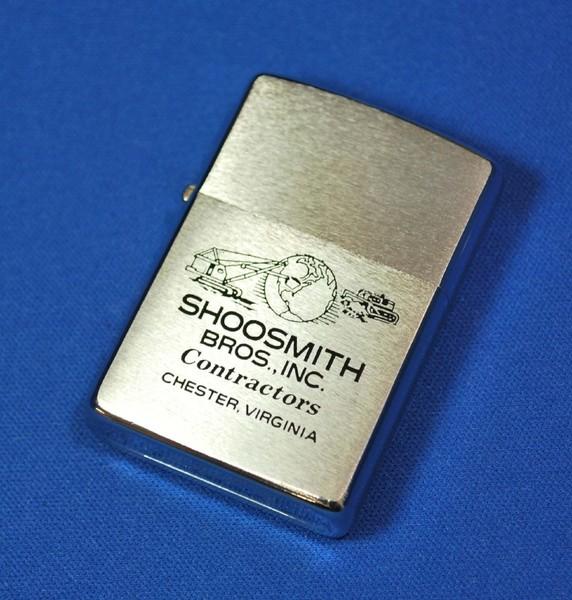 SHOOSMITH
BROS., INC.
Contractors
CHESTER, VIRGINIA